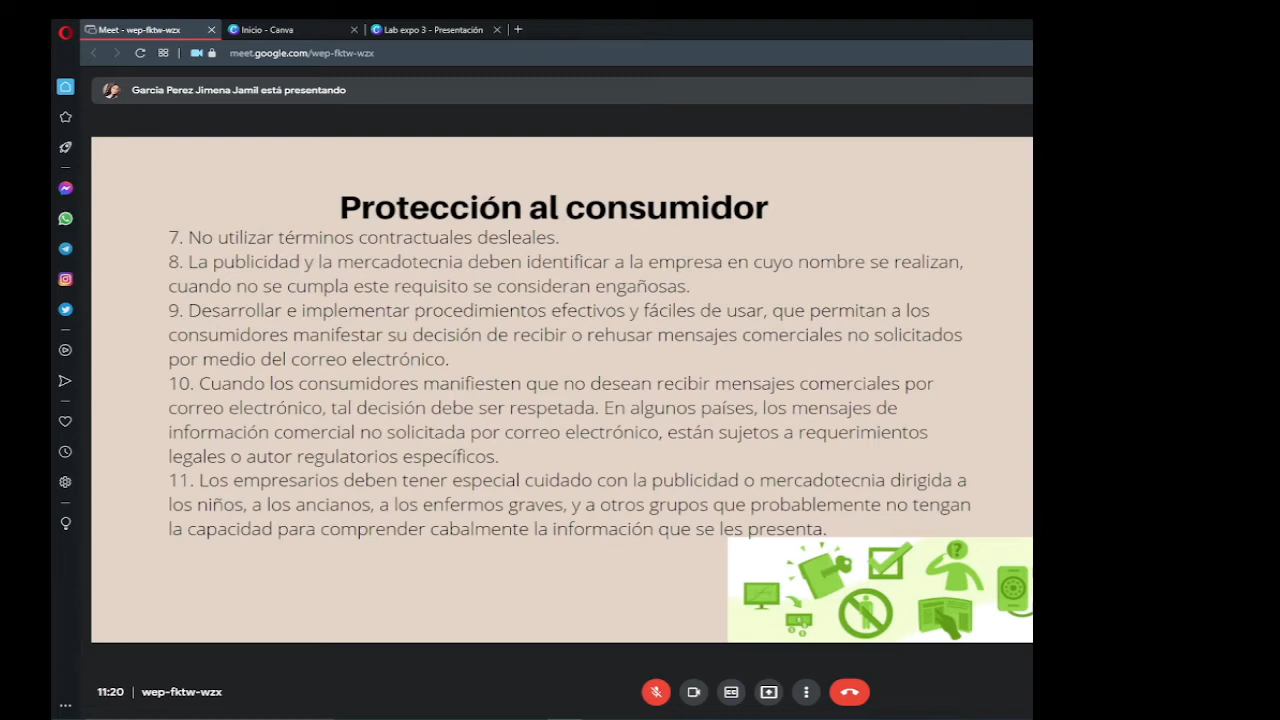 Meet - wep-fktw-wzx
Inicio - Canva
Lab expo 3 - Presentación
meet.google.com/wep-fktw-wzx
Garcia Perez Jimena Jamil está presentando
Protección al consumidor
7. No utilizar términos contractuales desleales.
8. La publicidad y la mercadotecnia deben identificar a la empresa en cuyo nombre se realizan,
cuando no se cumpla este requisito se consideran engañosas.
9. Desarrollar e implementar procedimientos efectivos y fáciles de usar, que permitan a los
consumidores manifestar su decisión de recibir o rehusar mensajes comerciales no solicitados
por medio del correo electrónico.
10. Cuando los consumidores manifiesten que no desean recibir mensajes comerciales por
correo electrónico, tal decisión debe ser respetada. En algunos países, los mensajes de
información comercial no solicitada por correo electrónico, están sujetos a requerimientos
legales o autor regulatorios específicos.
11. Los empresarios deben tener especial cuidado con la publicidad o mercadotecnia dirigida a
los niños, a los ancianos, a los enfermos graves, y a otros grupos que probablemente no tengan
la capacidad para comprender cabalmente la información que se les presenta.
11:20 | wep-fktw-wzx